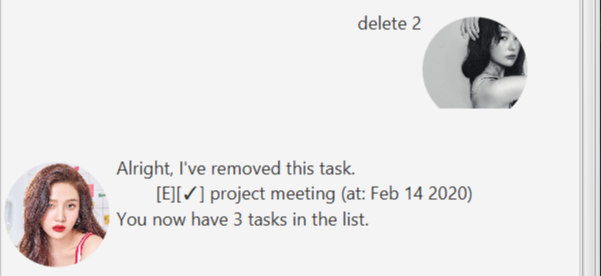 delete 2
Alright, I've removed this task.
[E][✓] project meeting (at: Feb 14 2020)
You now have 3 tasks in the list.